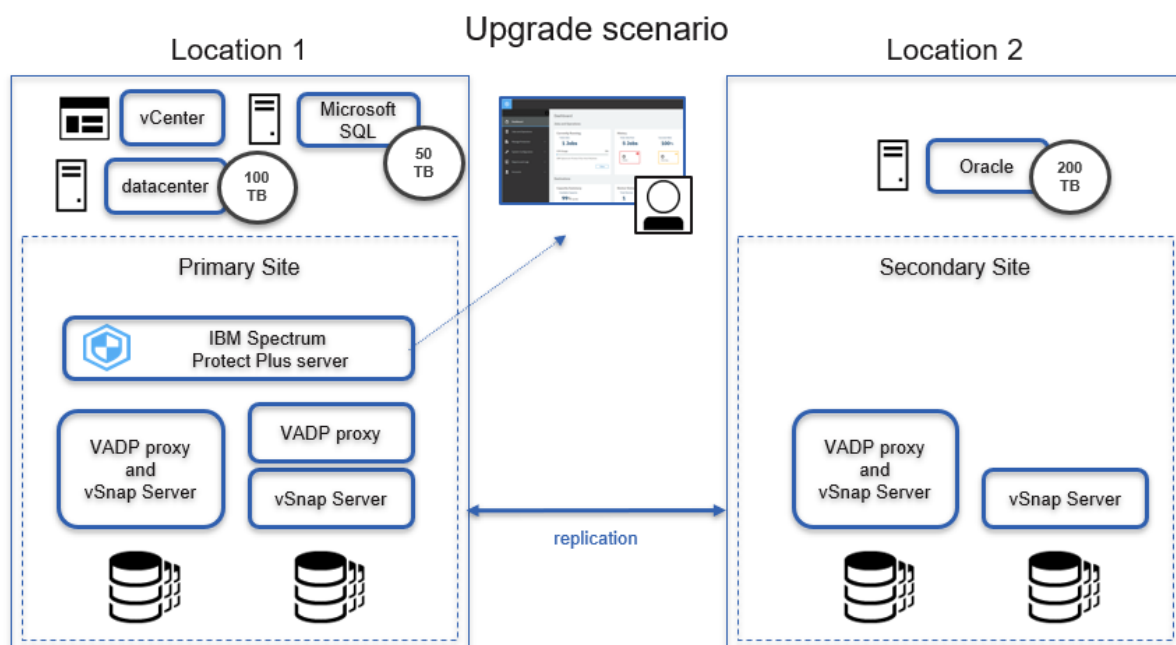 Upgrade scenario
Location 1
Location 2
vCenter
Microsoft
SQL
50
TB
datacenter
100
TB
Oracle
200
TB
Dashboard
Primary Site
Secondary Site
IBM Spectrum
Protect Plus server
VADP proxy
and
vSnap Server
VADP proxy
vSnap Server
replication
VADP proxy
and
vSnap Server
vSnap Server